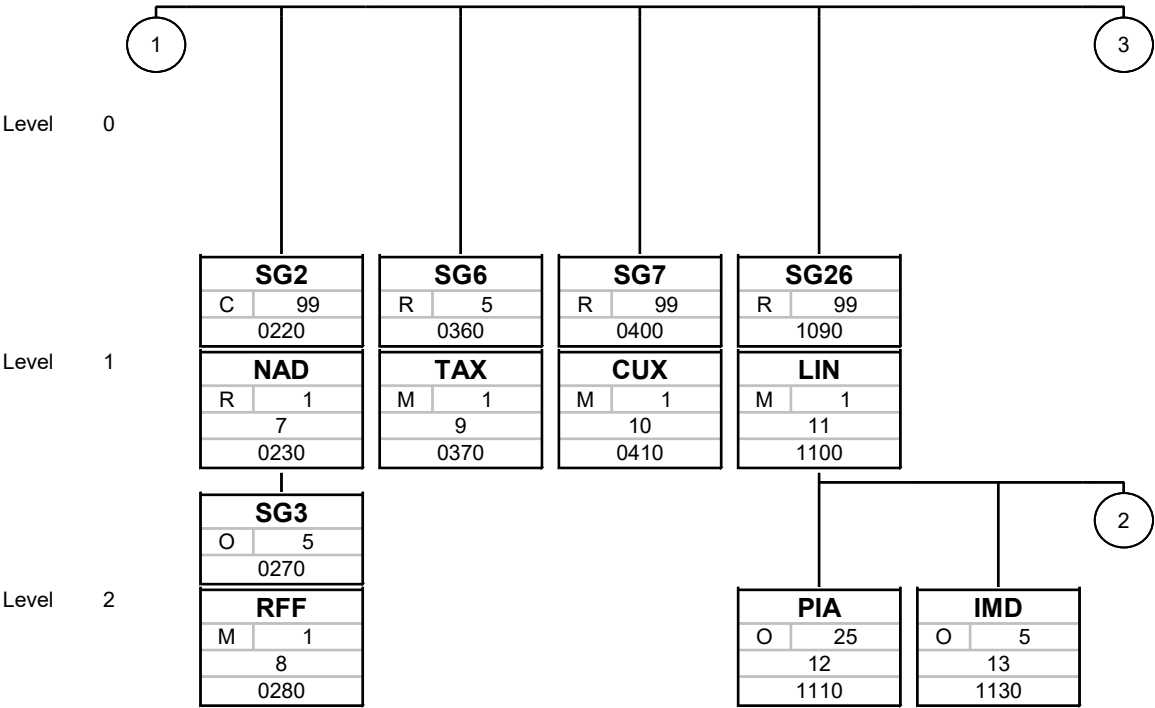 1
3
Level 0
SG2 SG6 SG7 SG26
C 99 R 5 R 99 R 99
0220 0360 0400 1090
Level 1
NAD TAX CUX LIN
R 1 M 1 M 1 M 1
7 9 10 11
0230 0370 0410 1100
SG3
2
O 5
0270
Level 2
RFF PIA IMD
M 1 O 25 O 5
8 12 13
0280 1110 1130